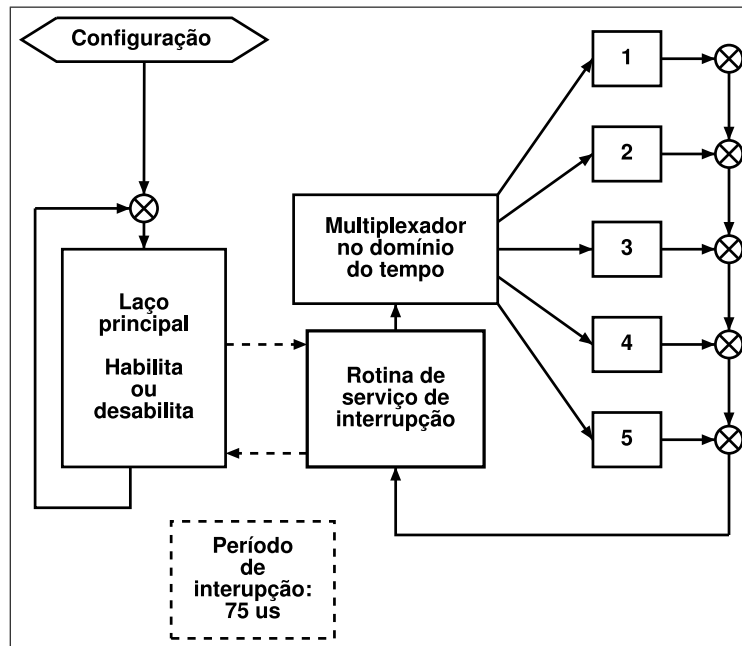 Configuração
1
2
Multiplexador
no domínio
do tempo
3
Laço
principal
Habilita
ou
desabilita
4
Rotina de
serviço de
interrupção
5
Período
de
interupção:
75 us